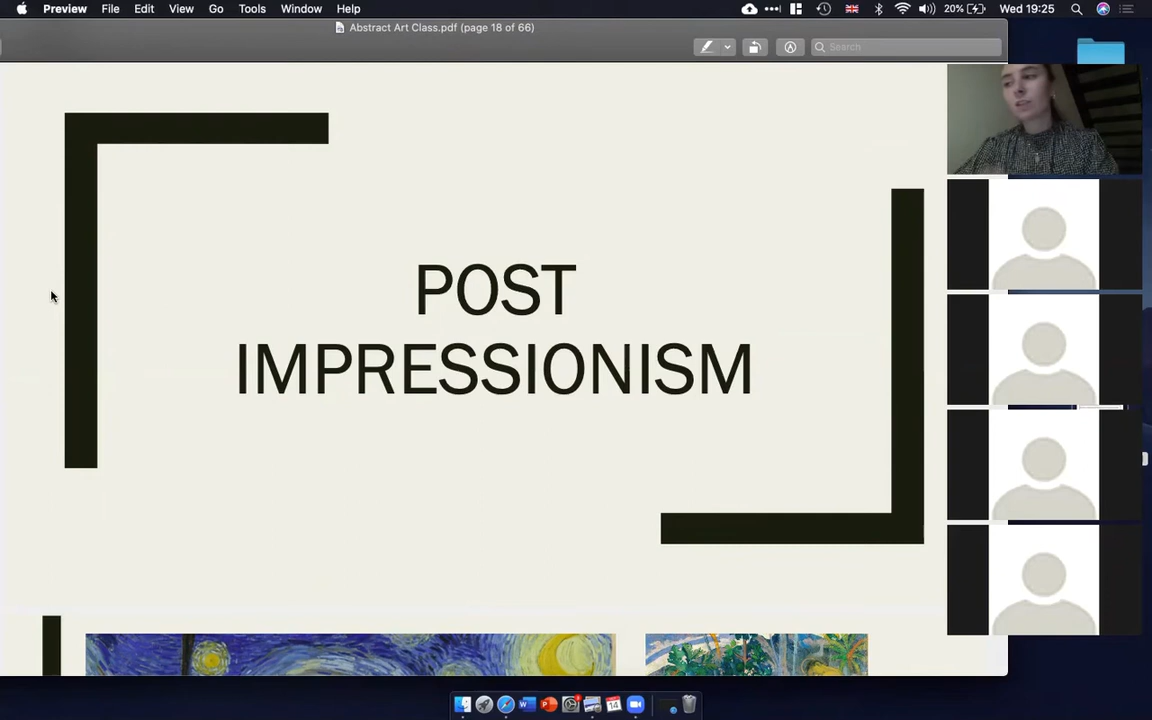 Preview File Edit View Go Tools Window Help 20% Wed 19:25
Abstract Art Class.pdf (page 18 of 66)
Search
POST
IMPRESSIONISM